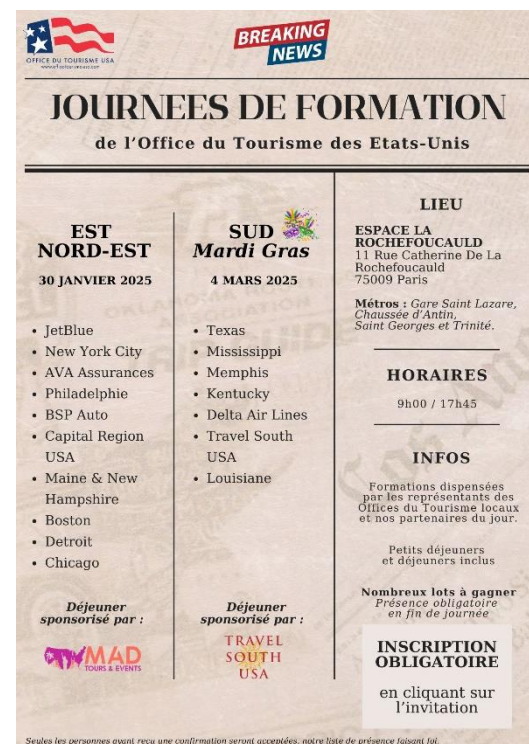 OFFICE DU TOURISME USA
BREAKING
NEWS
JOURNEES DE FORMATION
de l'Office du Tourisme des Etats-Unis
EST
NORD-EST
30 JANVIER 2025
• JetBlue
• New York City
• AVA Assurances
• Philadelphie
• BSP Auto
• Capital Region
USA
• Maine & New
Hampshire
• Boston
• Detroit
• Chicago
Déjeuner
sponsorisé par :
MAD
TOURS & EVENTS
SUD
Mardi Gras
4 MARS 2025
• Texas
• Mississippi
• Memphis
• Kentucky
• Delta Air Lines
• Travel South
USA
• Louisiane
Déjeuner
sponsorisé par :
TRAVEL
SOUTH
USA
LIEU
ESPACE LA
ROCHEFOUCAULD
11 Rue Catherine De La
Rochefoucauld
75009 Paris
Métros : Gare Saint Lazare,
Chaussée d'Antin,
Saint Georges et Trinité.
HORAIRES
9h00 / 17h45
INFOS
Formations dispensées
par les représentants des
Offices du Tourisme locaux
et nos partenaires du jour.
Petits déjeuners
et déjeuners inclus
Nombreux lots à gagner
Présence obligatoire
en fin de journée
INSCRIPTION
OBLIGATOIRE
en cliquant sur
l'invitation
Seules les personnes ayant reçu une confirmation seront acceptées, notre liste de présence faisant foi.